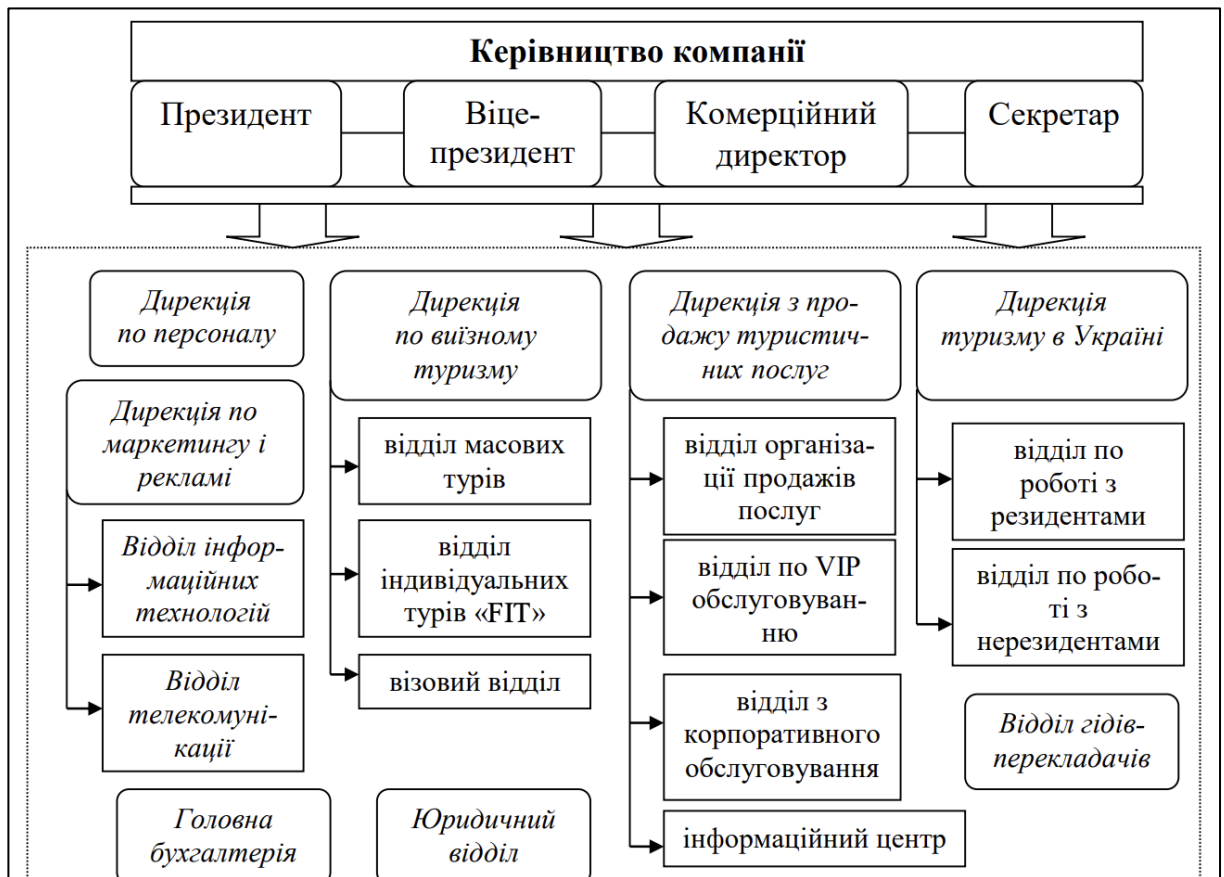 Керівництво компанії
Президент
Віце-
президент
Комерційний
директор
Секретар
Дирекція
по персоналу
Дирекція по
маркетингу і
рекламі
Відділ інфор-
маційних
технологій
Відділ
телекомуні-
кації
Головна
бухгалтерія
Дирекція
по виїзному
туризму
відділ масових
турів
відділ
індивідуальних
турів «FIT»
візовий відділ
Юридичний
відділ
Дирекція з про-
дажу туристич-
них послуг
відділ організа-
ції продажів
послуг
відділ по VIP
обслуговуван-
ню
відділ з
корпоративного
обслуговування
інформаційний центр
Дирекція
туризму в Україні
відділ по
роботі з
резидентами
відділ по робо-
ті з
нерезидентами
Відділ гідів-
перекладачів